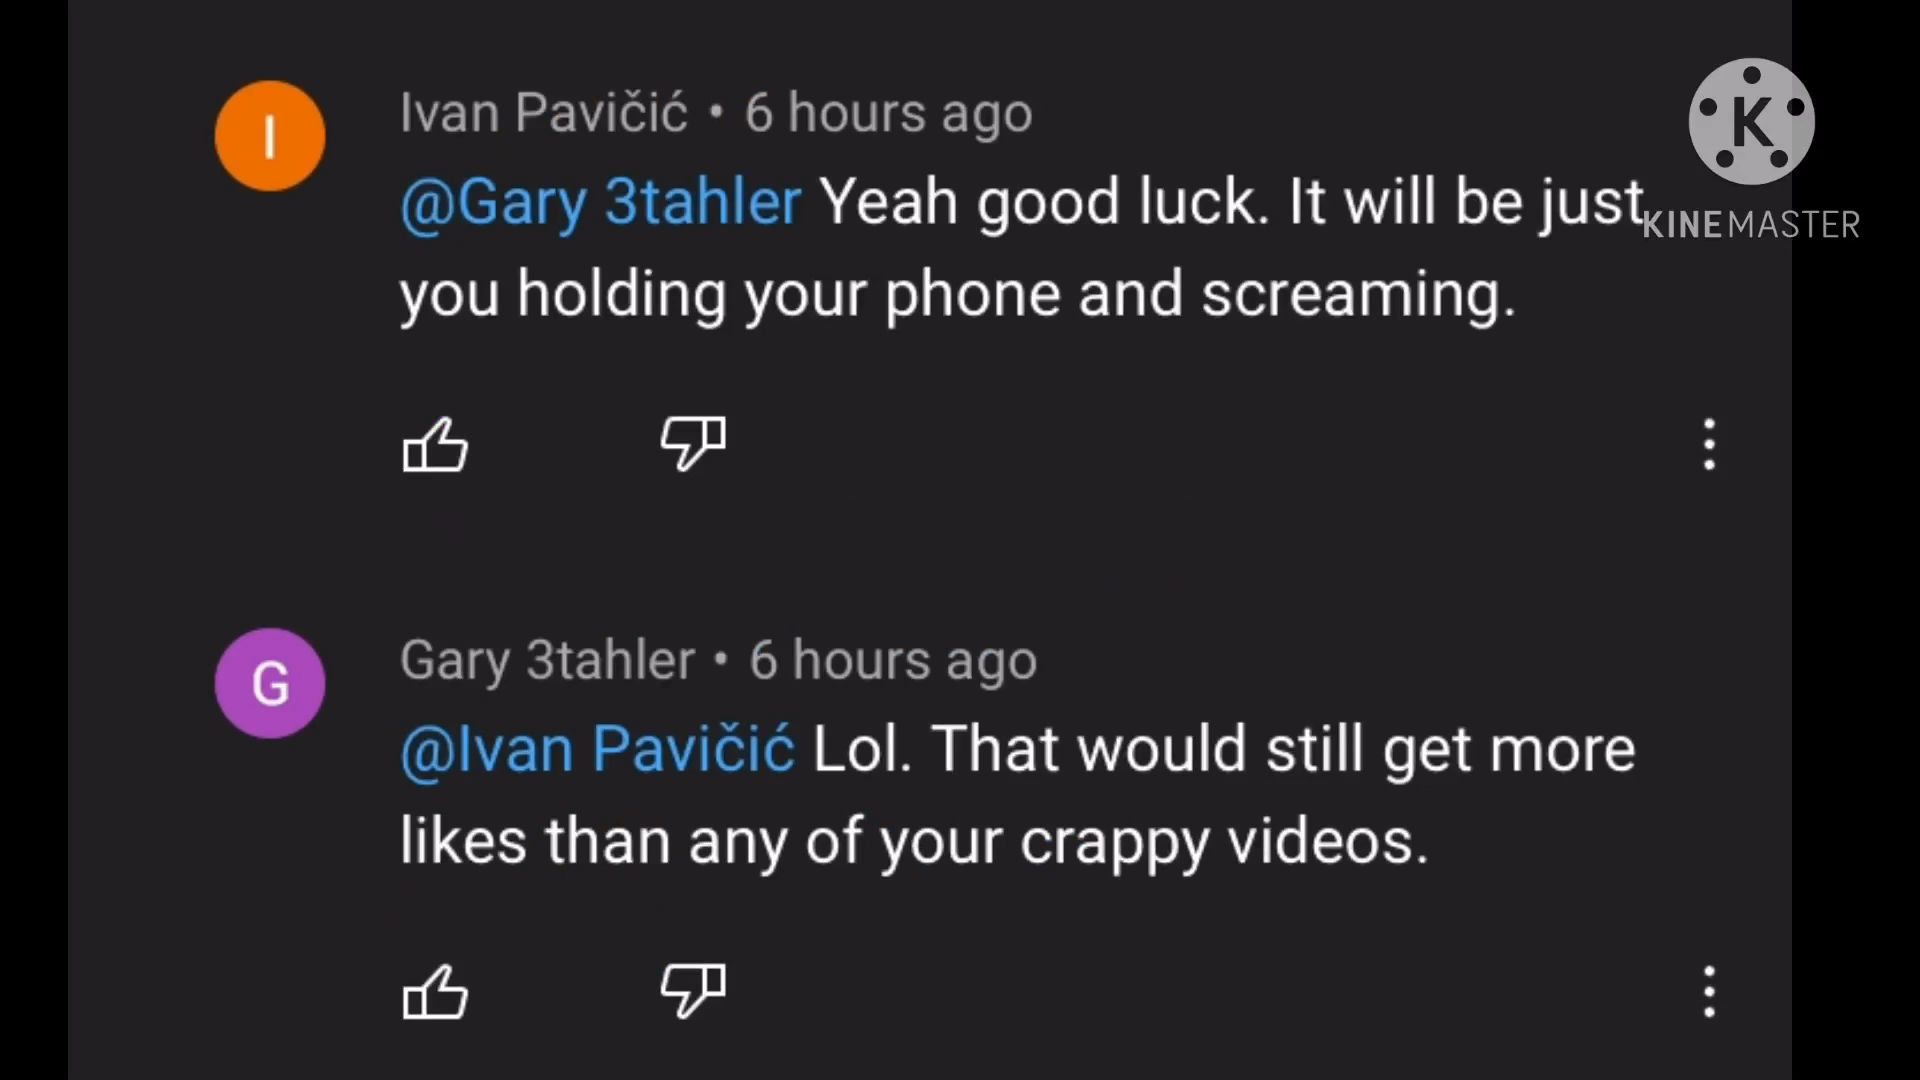 I
Ivan Pavičić • 6 hours ago
@Gary 3tahler Yeah good luck. It will be just
you holding your phone and screaming.
K
KINEMASTER
G
Gary 3tahler • 6 hours ago
@Ivan Pavičić Lol. That would still get more
likes than any of your crappy videos.